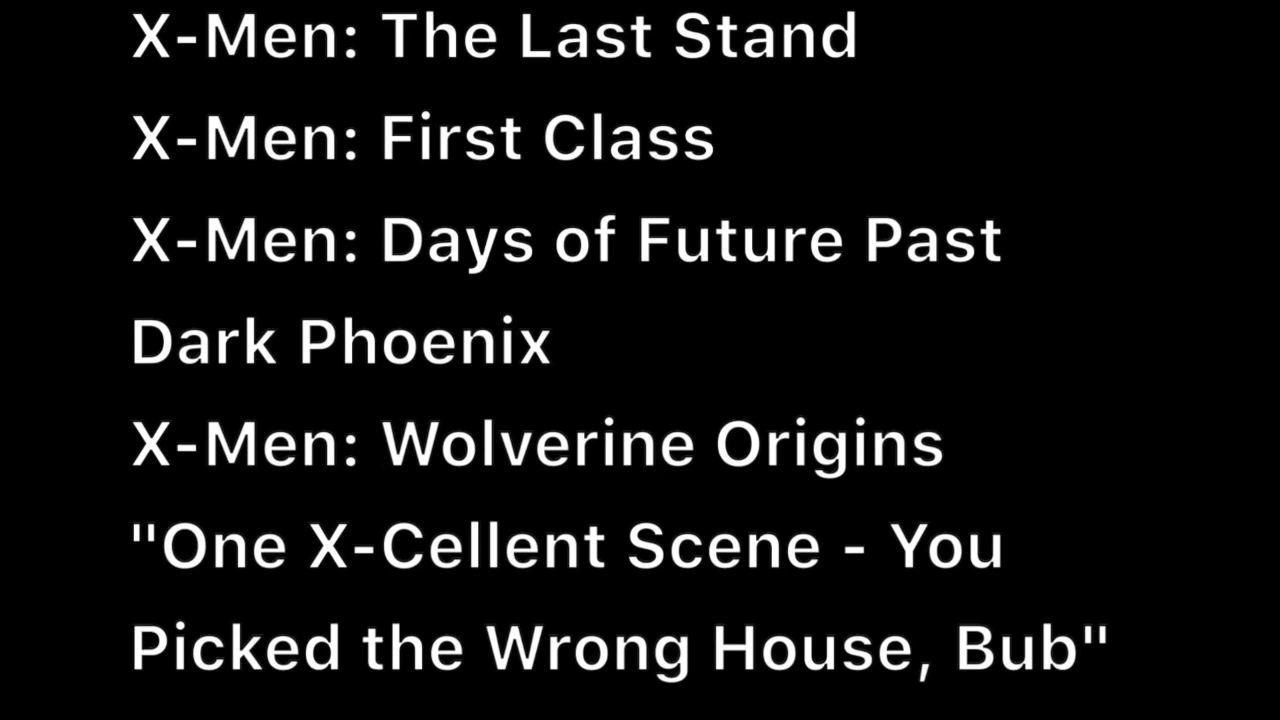 X-Men: The Last Stand
X-Men: First Class
X-Men: Days of Future Past
Dark Phoenix
X-Men: Wolverine Origins
"One X-Cellent Scene - You
Picked the Wrong House, Bub"